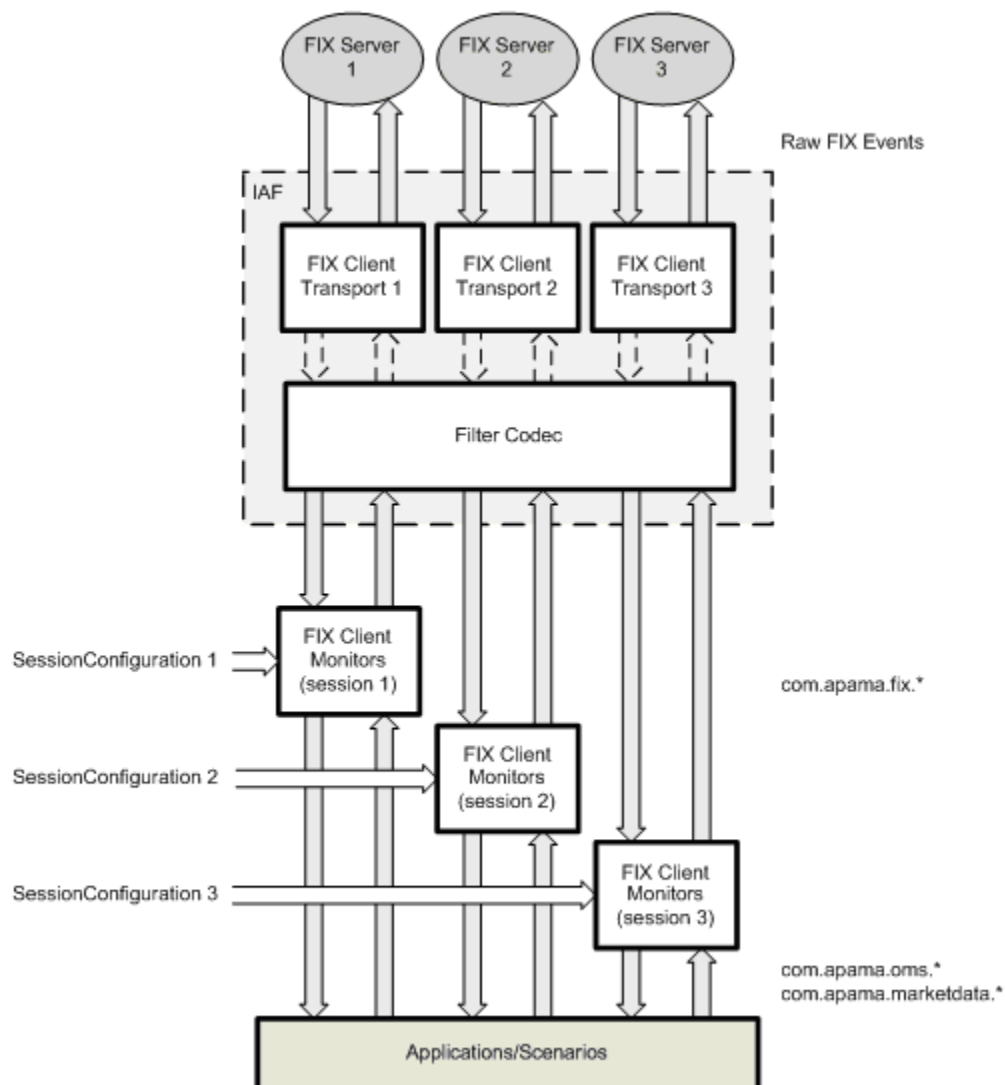 FIX Server
1
FIX Server
2
FIX Server
3
Raw FIX Events
IAF
FIX Client
Transport 1
FIX Client
Transport 2
FIX Client
Transport 3
Filter Codec
SessionConfiguration 1
FIX Client
Monitors
(session 1)
com.apama.fix.*
SessionConfiguration 2
FIX Client
Monitors
(session 2)
SessionConfiguration 3
FIX Client
Monitors
(session 3)
com.apama.oms.*
com.apama.marketdata.*
Applications/Scenarios